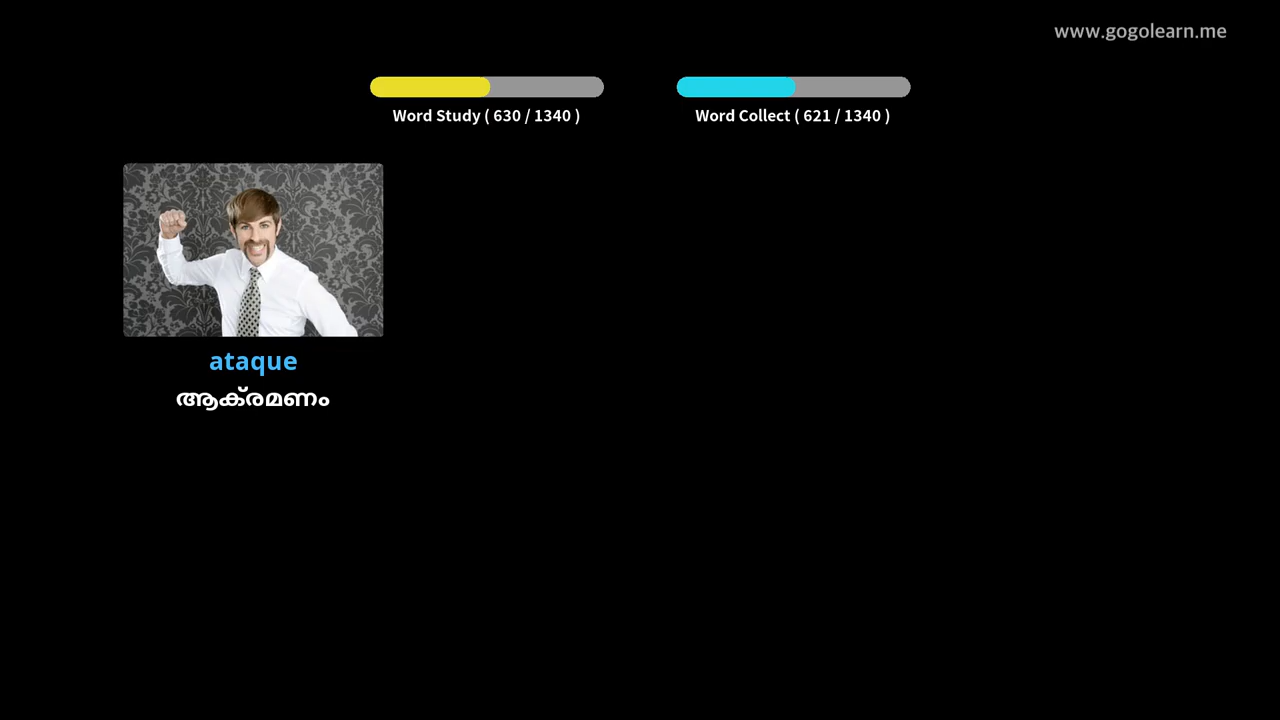 www.gogolearn.me
Word Study ( 630 / 1340 )
Word Collect ( 621 / 1340 )
ataque
ആക്രമണം